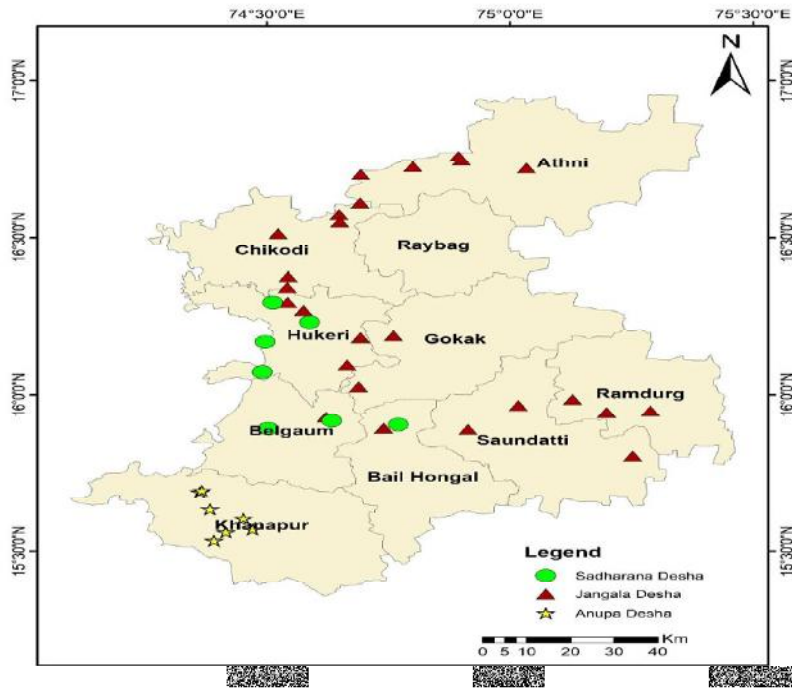 74°30'0"E 75°0'0"E 75°30'0"E
N
17°0'0"N 17°0'0"N
Athni
16°30'0"N 16°30'0"N
Chikodi Raybag
Hukeri Gokak
16°0'0"N 16°0'0"N
Ramdurg
Belgaum Saundatti
Bail Hongal
Khanapur
15°30'0"N 15°30'0"N
Legend
Sadharana Desha
Jangala Desha
Anupa Desha
Km
0 5 10 20 30 40